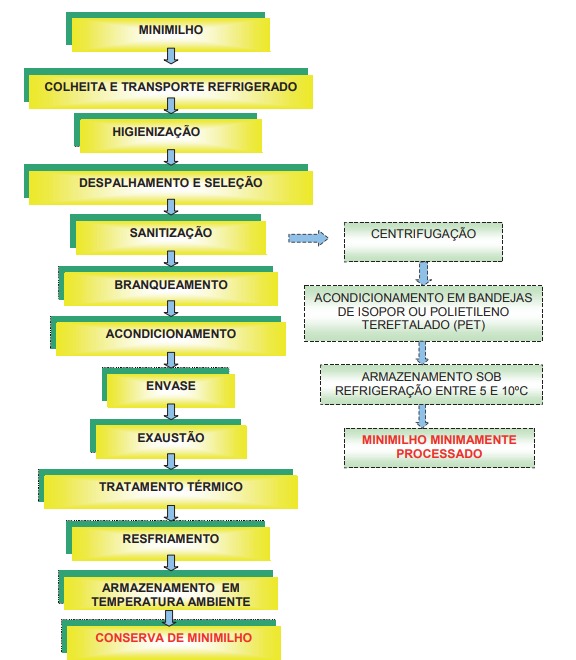 MINIMILHO
COLHEITA E TRANSPORTE REFRIGERADO
HIGIENIZAÇÃO
DESPALHAMENTO E SELEÇÃO
SANITIZAÇÃO
BRANQUEAMENTO
ACONDICIONAMENTO
ENVASE
EXAUSTÃO
TRATAMENTO TÉRMICO
RESFRIAMENTO
ARMAZENAMENTO EM
TEMPERATURA AMBIENTE
CONSERVA DE MINIMILHO
CENTRIFUGAÇÃO
ACONDICIONAMENTO EM BANDEJAS
DE ISOPOR OU POLIETILENO
TEREFTALADO (PET)
ARMAZENAMENTO SOB
REFRIGERAÇÃO ENTRE 5 E 10ºC
MINIMILHO MINIMAMENTE
PROCESSADO